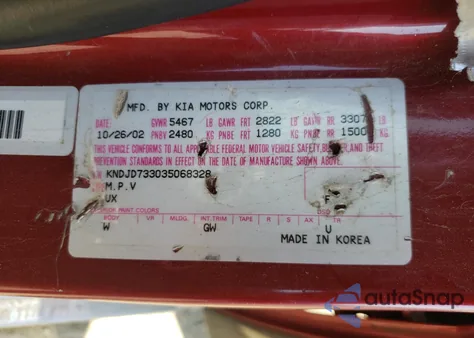 MFD. BY KIA MOTORS CORP.
DATE: GVWR 5467 LB GAWR FRT 2822 LB GAWR RR 3307 LB
10/26/02 PNBV 2480 KG PNBE FRT 1280 KG PNBE RR 1500 KG
THIS VEHICLE CONFORMS TO ALL APPLICABLE FEDERAL MOTOR VEHICLE SAFETY, BUMPER, AND THEFT
PREVENTION STANDARDS IN EFFECT ON THE DATE OF MANUFACTURE SHOWN ABOVE.
KNDJD733035068328
M.P.V
UX F
EXTERIOR PAINT COLORS
BODY VR MLDG INT.TRIM TAPE R S AX TR
W GW U
MADE IN KOREA
autoSnap